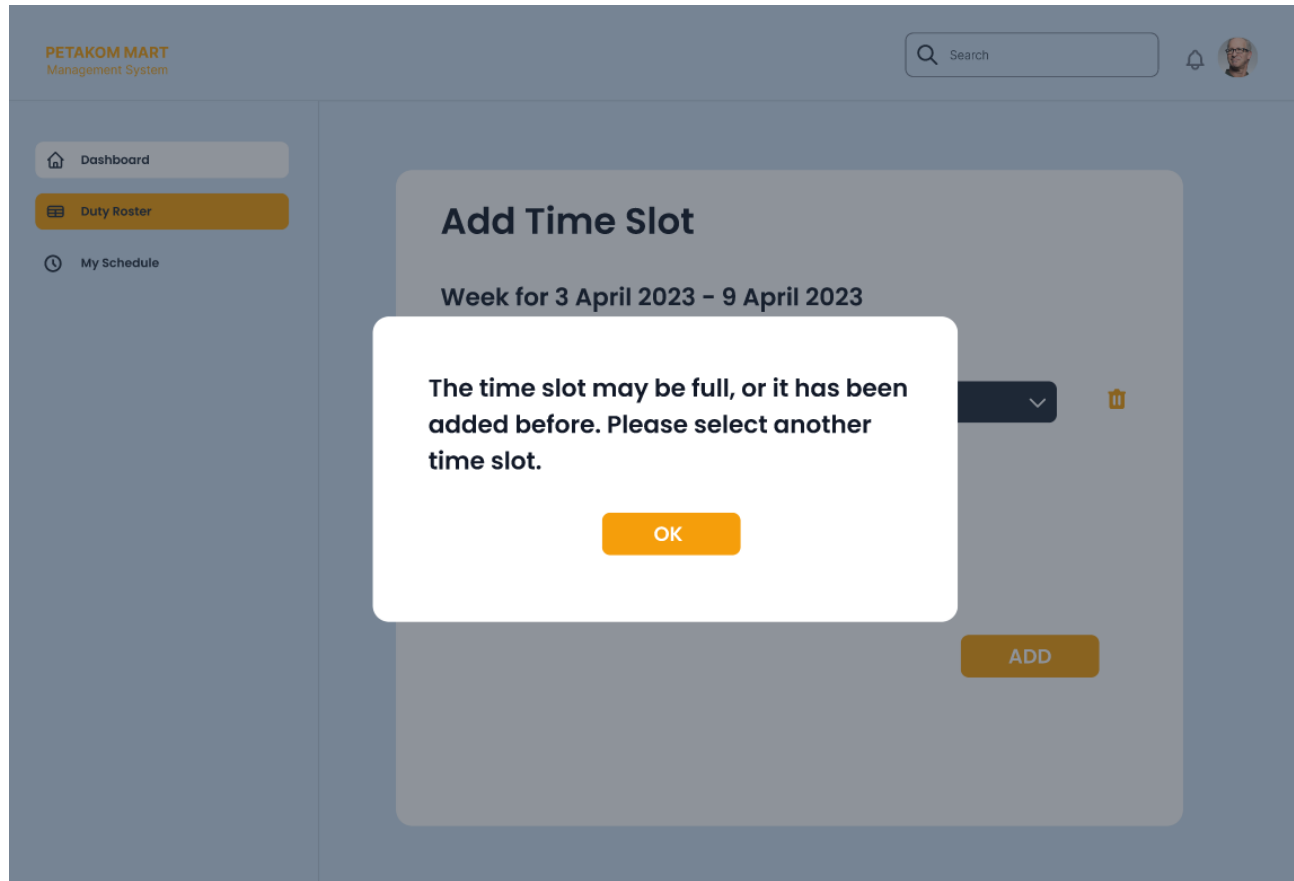 PETAKOM MART
Management System
Search
Dashboard
Duty Roster
My Schedule
Add Time Slot
Week for 3 April 2023 - 9 April 2023
The time slot may be full, or it has been
added before. Please select another
time slot.
OK
ADD